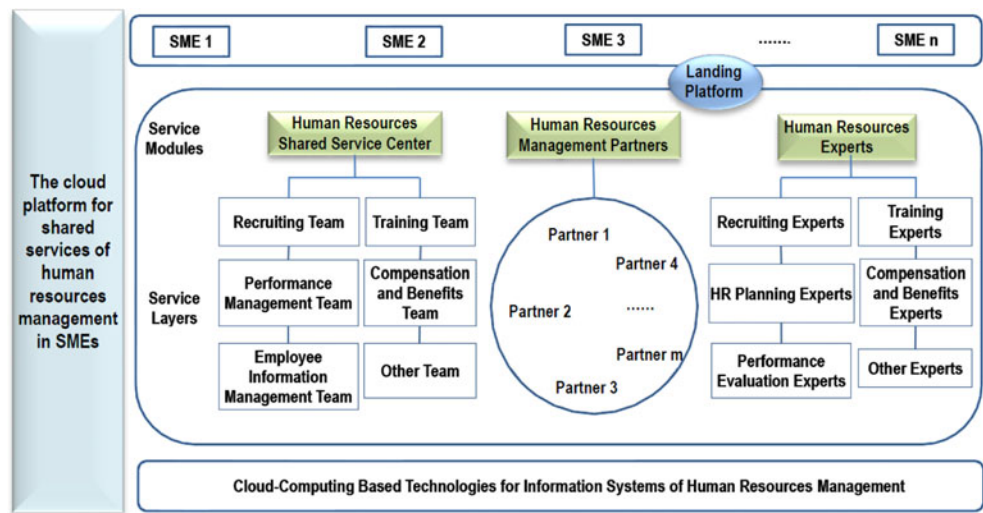 The cloud
platform for
shared
services of
human
resources
management
in SMEs
SME 1
SME 2
SME 3
.......
SME n
Landing
Platform
Service
Modules
Human Resources
Shared Service Center
Human Resources
Management Partners
Human Resources
Experts
Service
Layers
Recruiting Team
Training Team
Performance
Management Team
Compensation
and Benefits
Team
Employee
Information
Management Team
Other Team
Partner 1
Partner 4
Partner 2
......
Partner m
Partner 3
Recruiting Experts
Training
Experts
HR Planning Experts
Compensation
and Benefits
Experts
Performance
Evaluation Experts
Other Experts
Cloud-Computing Based Technologies for Information Systems of Human Resources Management